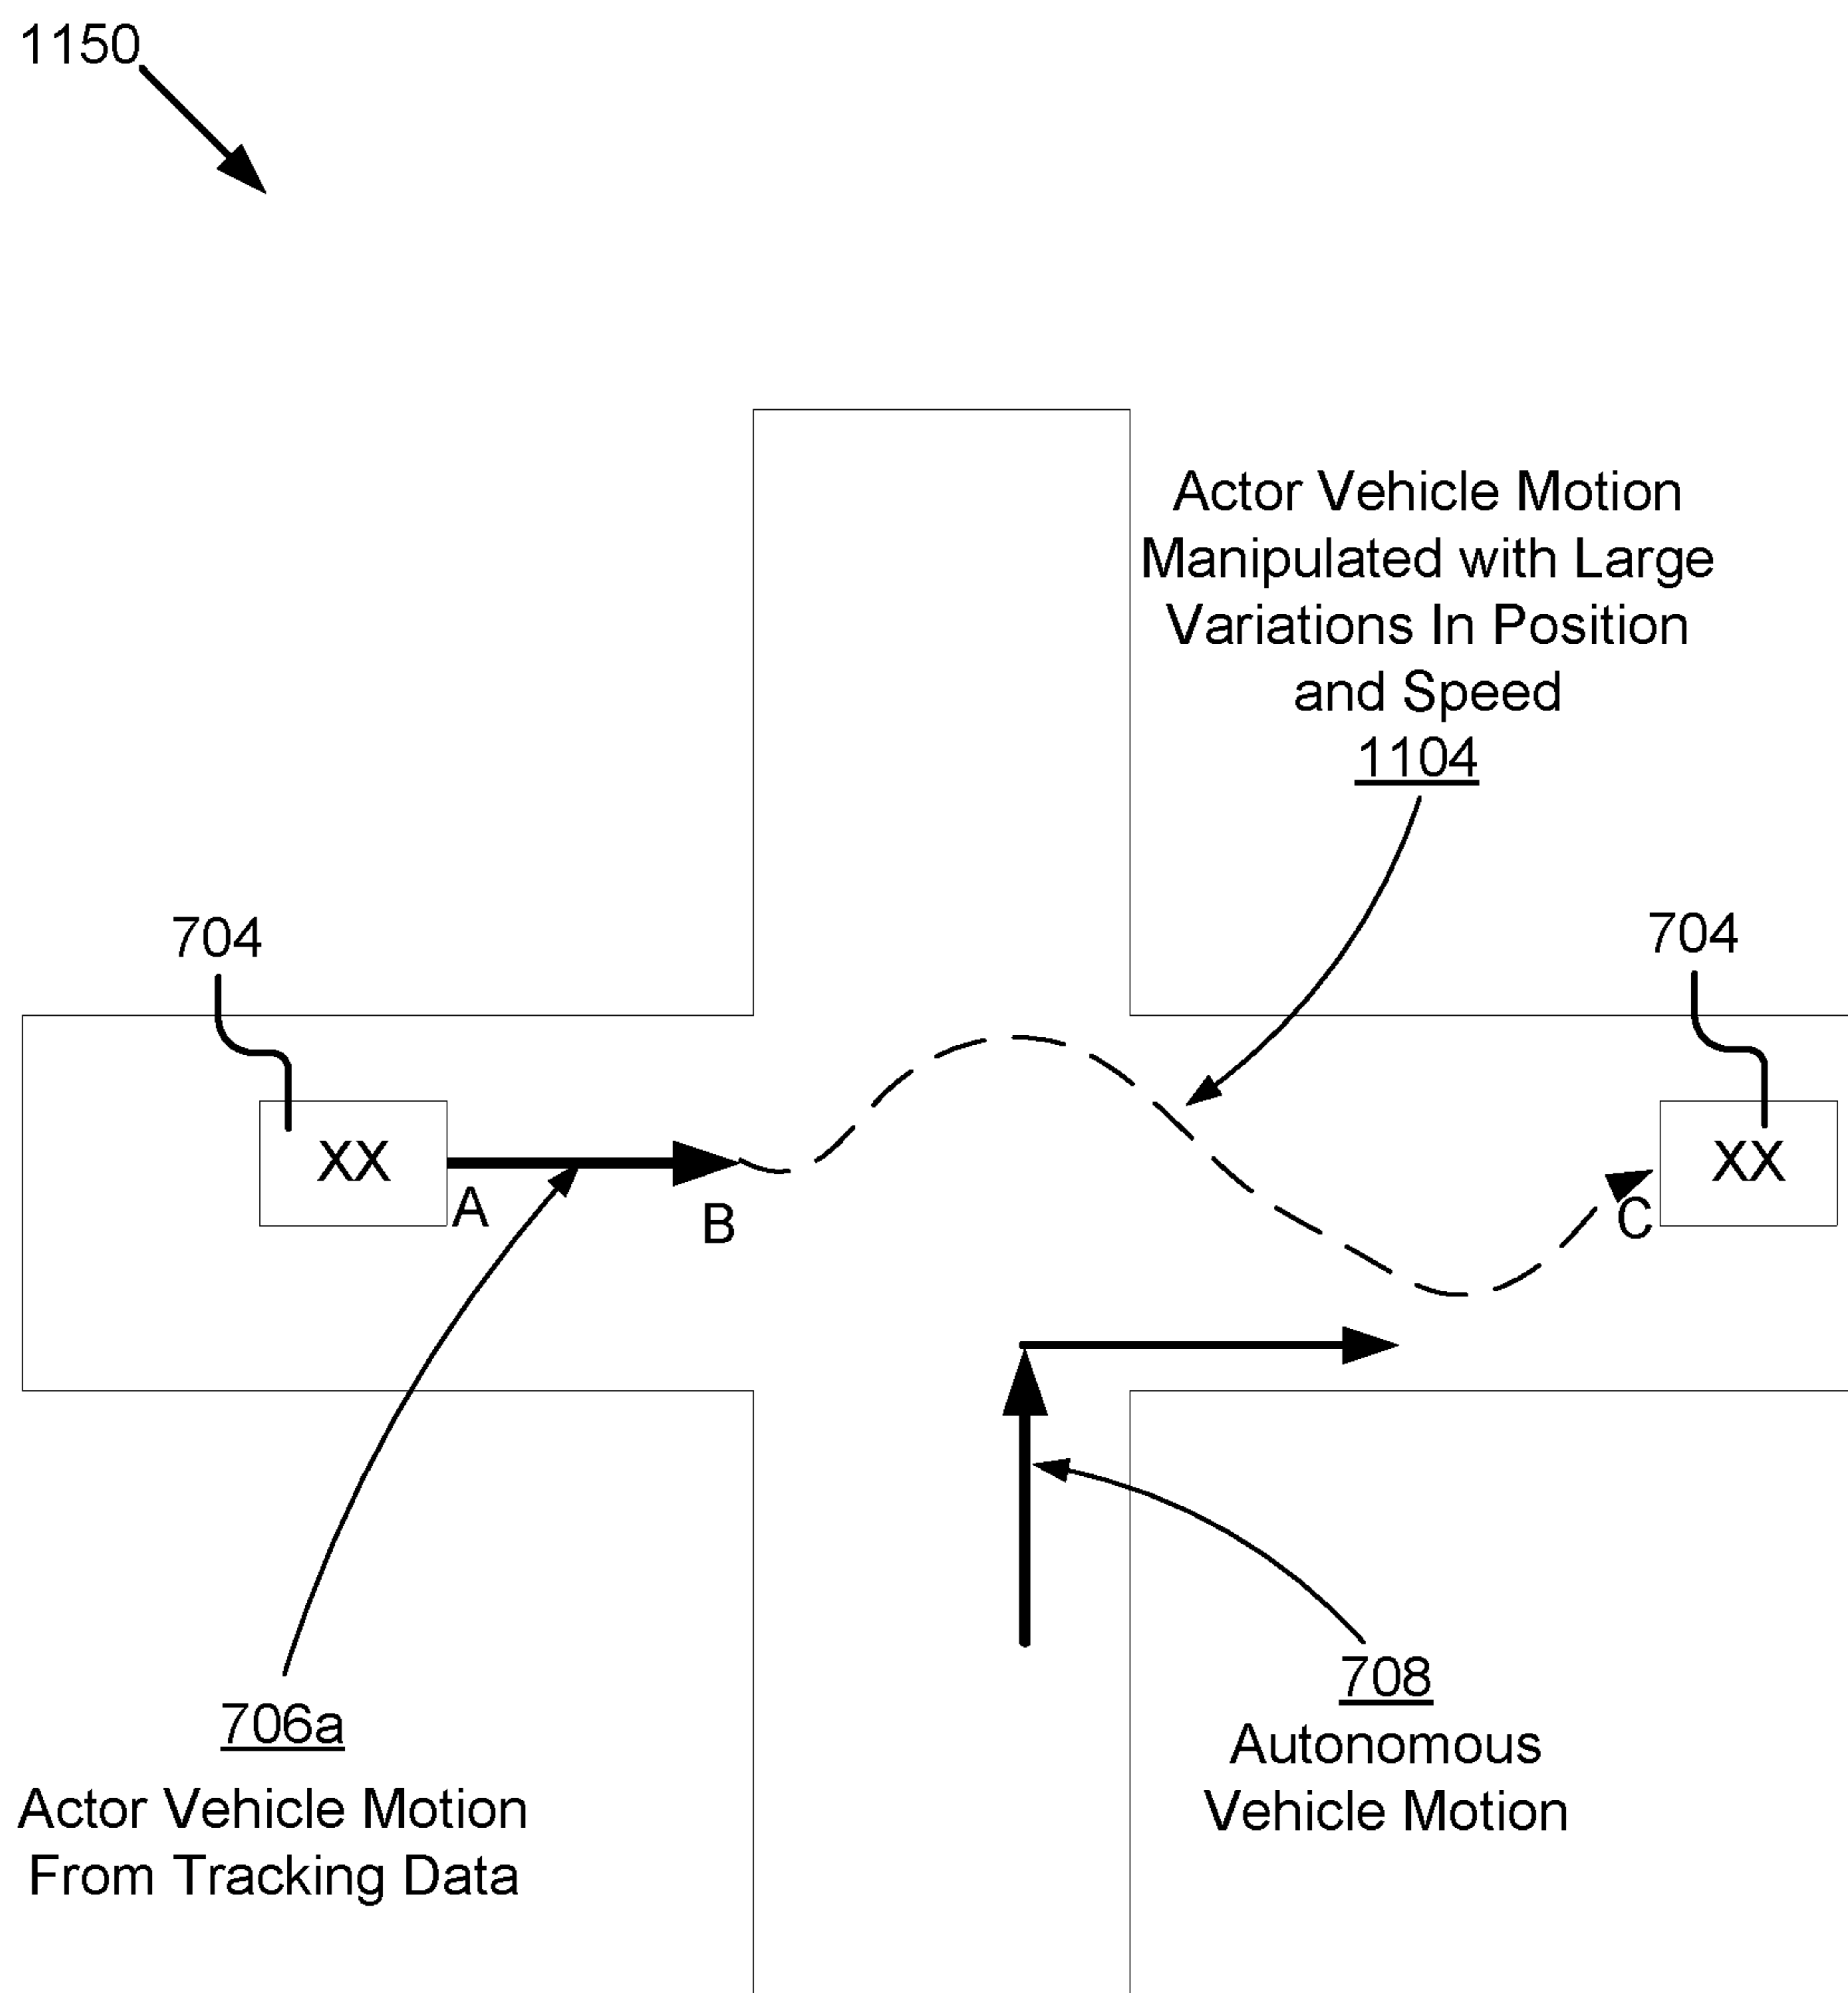 1150
Actor Vehicle Motion
Manipulated with Large
Variations In Position
and Speed
1104
704
704
XX
XX
A
B
C
706a
Actor Vehicle Motion
From Tracking Data
708
Autonomous
Vehicle Motion